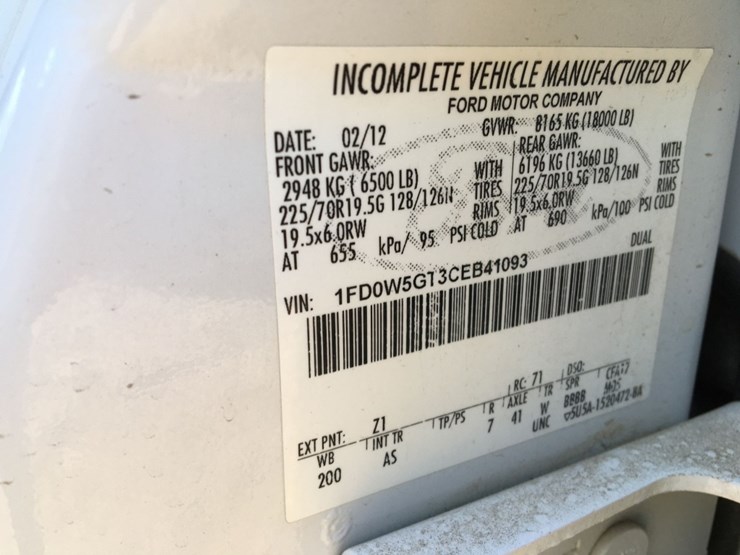 INCOMPLETE VEHICLE MANUFACTURED BY
FORD MOTOR COMPANY
DATE: 02/12 GVWR: 8165 KG (18000 LB)
FRONT GAWR: REAR GAWR:
2948 KG ( 6500 LB) WITH 6196 KG (13660 LB) WITH
225/70R19.5G 128/126N TIRES 225/70R19.5G 128/126N TIRES
19.5x6.0RW RIMS 19.5x6.0RW RIMS
AT 655 kPa/ 95 PSI COLD AT 690 kPa/100 PSI COLD
DUAL
VIN: 1FD0W5GT3CEB41093
EXT PNT: Z1 RC: 71 DSO:
WB INT TR TP/PS R AXLE TR SPR
200 AS 7 41 W BBBB
UNC